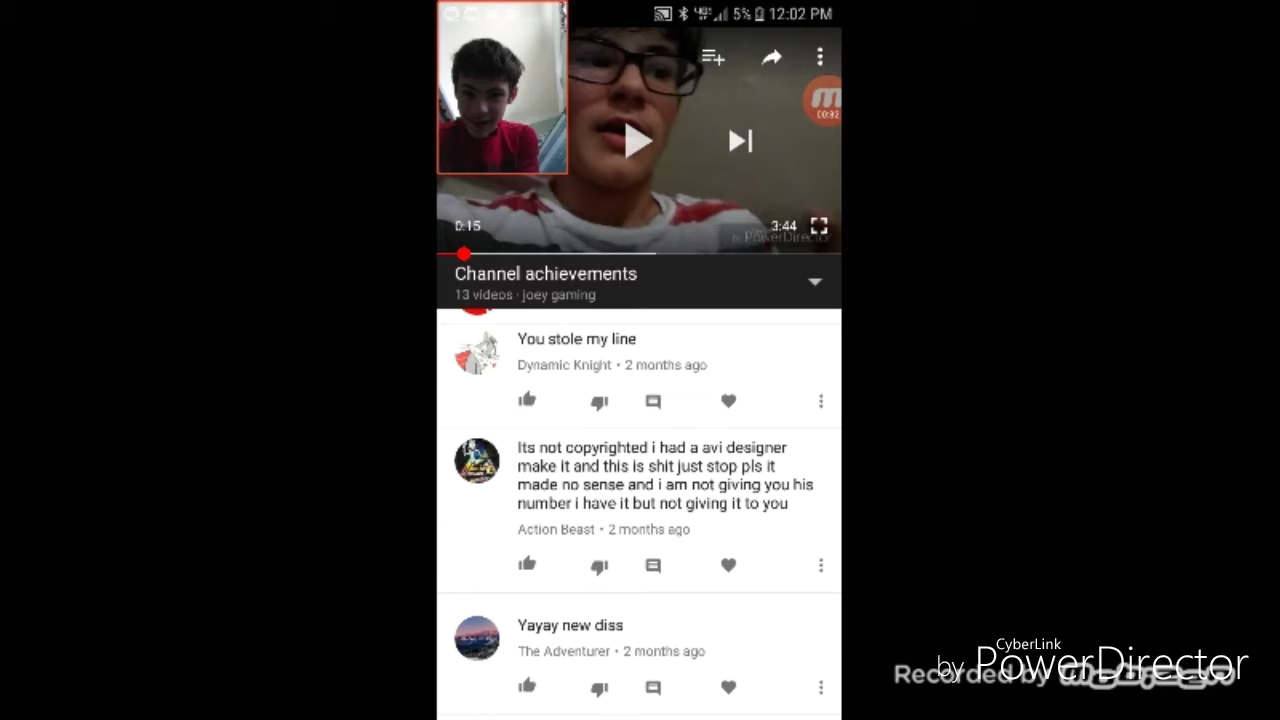 5% 12:02 PM
00:32
0:15
3:44
by PowerDirector
Channel achievements
13 videos · joey gaming
You stole my line
Dynamic Knight • 2 months ago
Its not copyrighted i had a avi designer
make it and this is shit just stop pls it
made no sense and i am not giving you his
number i have it but not giving it to you
Action Beast • 2 months ago
Yayay new diss
The Adventurer • 2 months ago
CyberLink
by PowerDirector
Recorded by